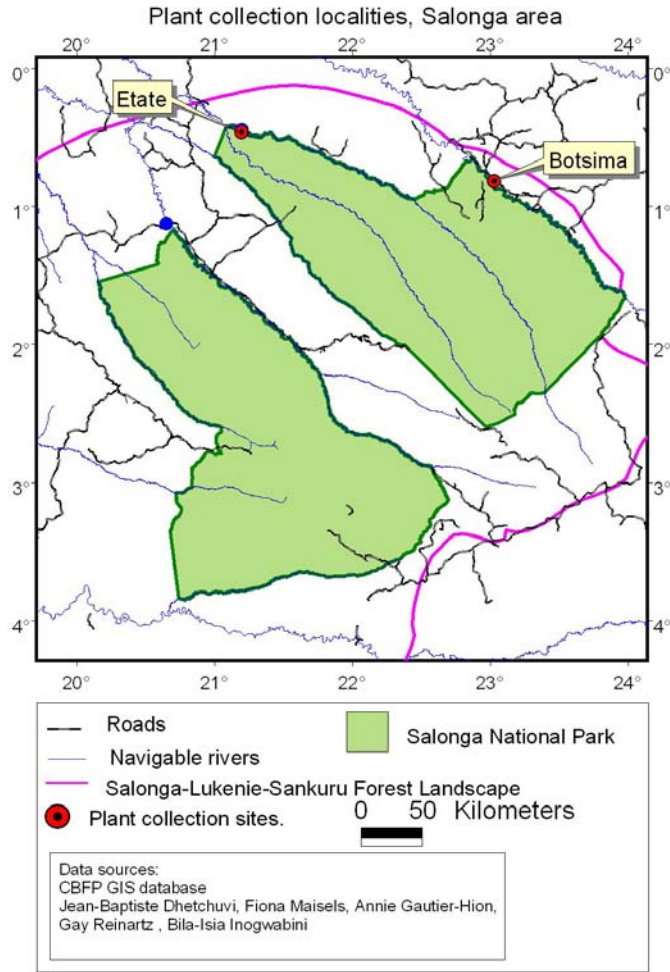 Plant collection localities, Salonga area
20° 21° 22° 23° 24°
0° 0°
Etate
Botsima
1° 1°
2° 2°
3° 3°
4° 4°
20° 21° 22° 23° 24°
Roads
Salonga National Park
Navigable rivers
Salonga-Lukenie-Sankuru Forest Landscape
Plant collection sites.
0 50 Kilometers
Data sources:
CBFP GIS database
Jean-Baptiste Dhetchuvi, Fiona Maisels, Annie Gautier-Hion,
Gay Reinartz , Bila-Isia Inogwabini